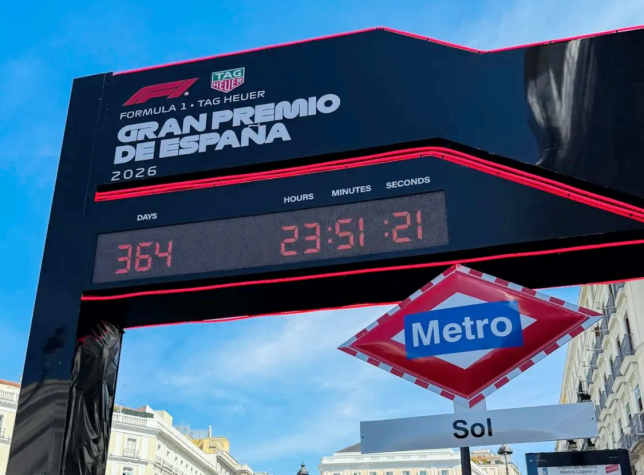 F1
TAG
HEUER
FORMULA 1 • TAG HEUER
GRAN PREMIO
DE ESPAÑA
2026
DAYS HOURS MINUTES SECONDS
364 23:51:21
Metro
Sol